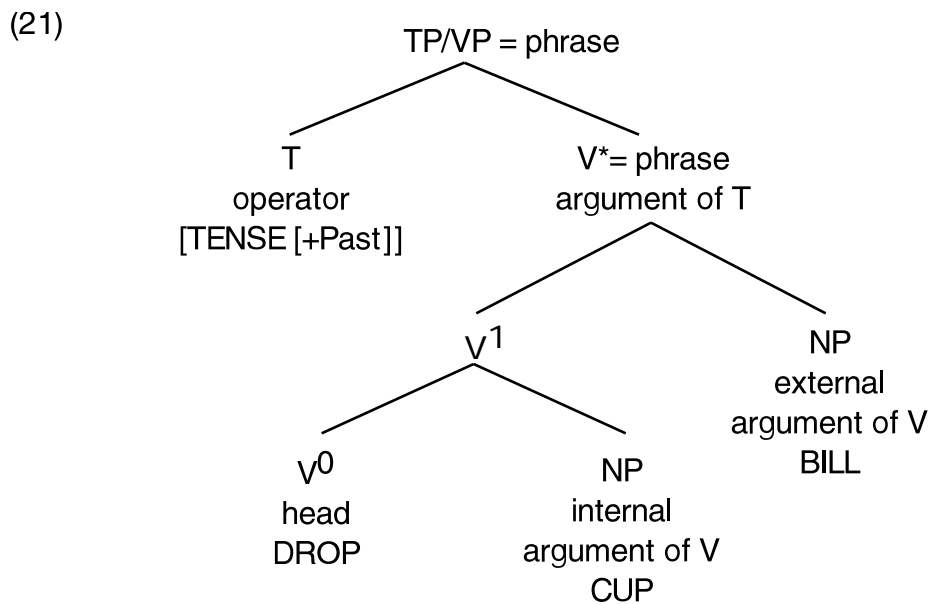 (21)
TP/VP = phrase
T
operator
[TENSE [+Past]]
V*= phrase
argument of T
V1
NP
external
argument of V
BILL
V0
head
DROP
NP
internal
argument of V
CUP